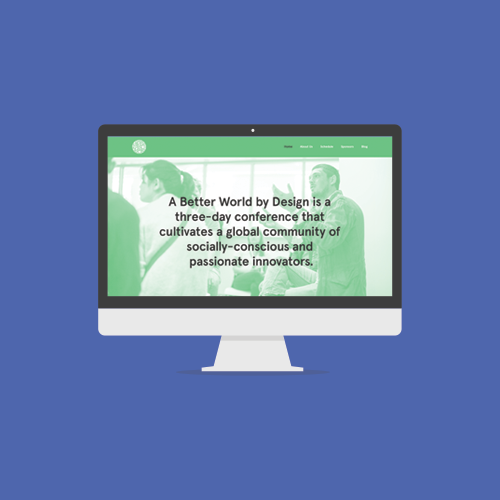 Home About Us Schedule Sponsors Blog
A Better World by Design is a
three-day conference that
cultivates a global community of
socially-conscious and
passionate innovators.